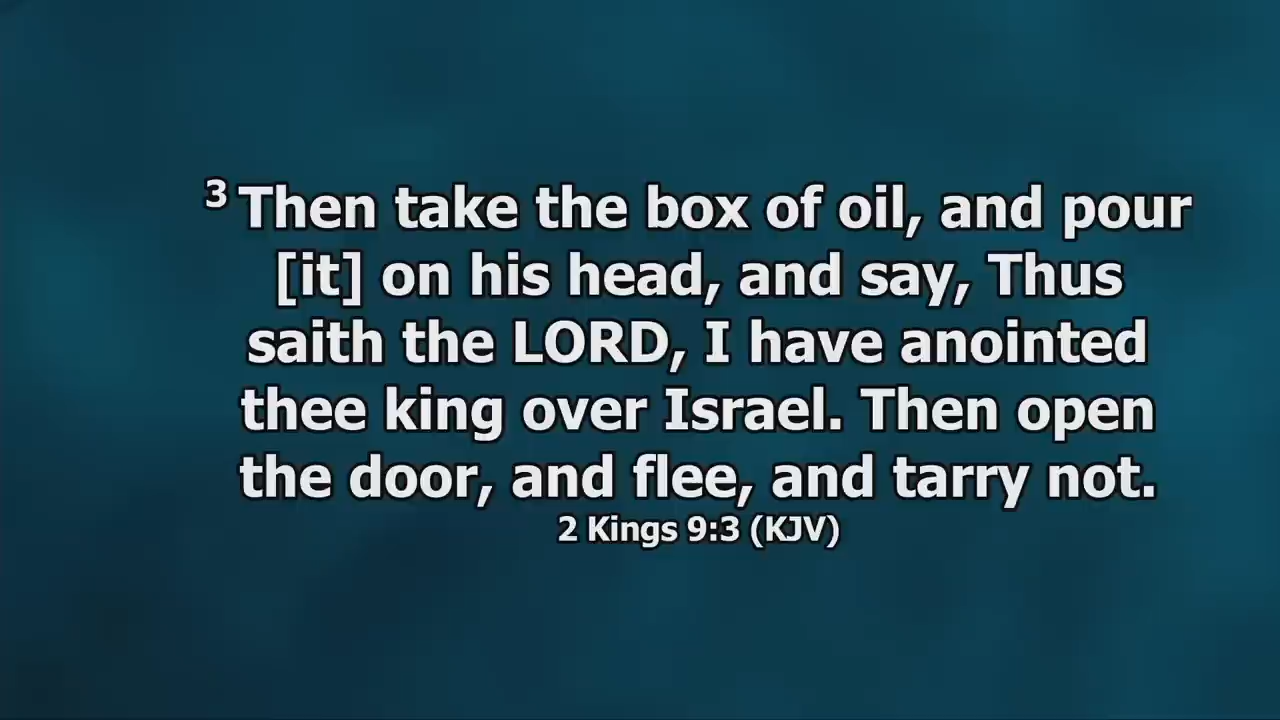 3 Then take the box of oil, and pour
[it] on his head, and say, Thus
saith the LORD, I have anointed
thee king over Israel. Then open
the door, and flee, and tarry not.
2 Kings 9:3 (KJV)